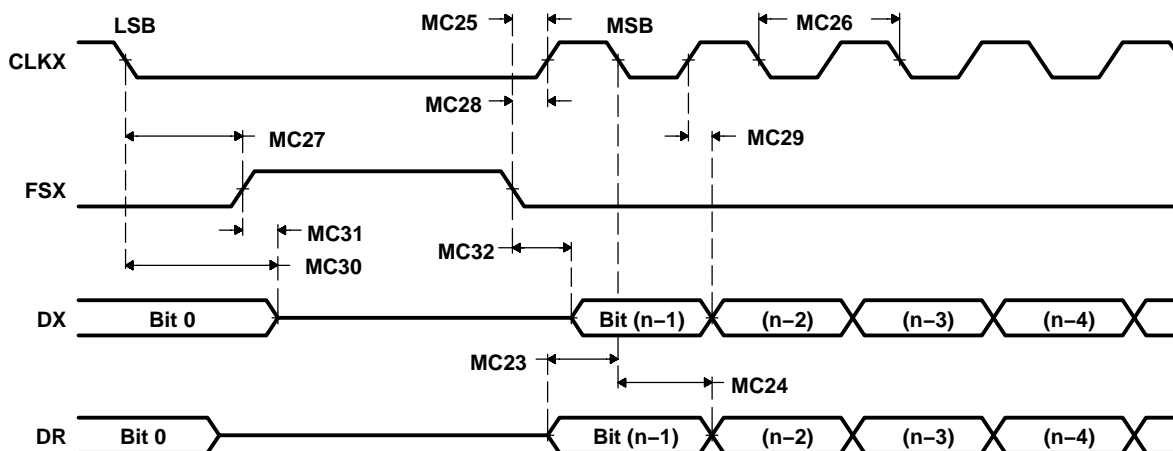 LSB MC25 MSB MC26
CLKX
MC28
MC27 MC29
FSX
MC31
MC32
MC30
DX Bit 0 Bit (n–1) (n–2) (n–3) (n–4)
MC23
MC24
DR Bit 0 Bit (n–1) (n–2) (n–3) (n–4)